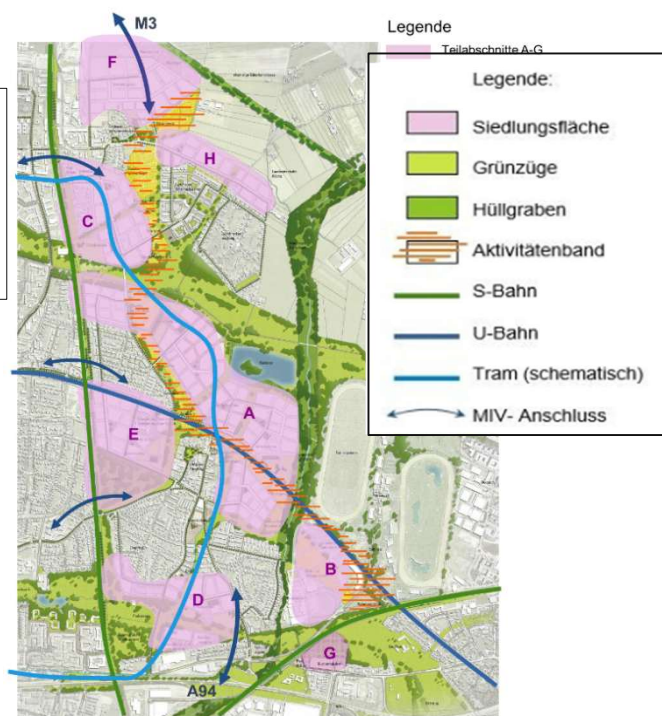 M3
Legende
Teilabschnitte A-G
F
Legende:
Siedlungsfläche
H
Grünzüge
C
Hüllgraben
Aktivitätenband
S-Bahn
U-Bahn
Tram (schematisch)
A
MIV- Anschluss
E
B
D
G
A94